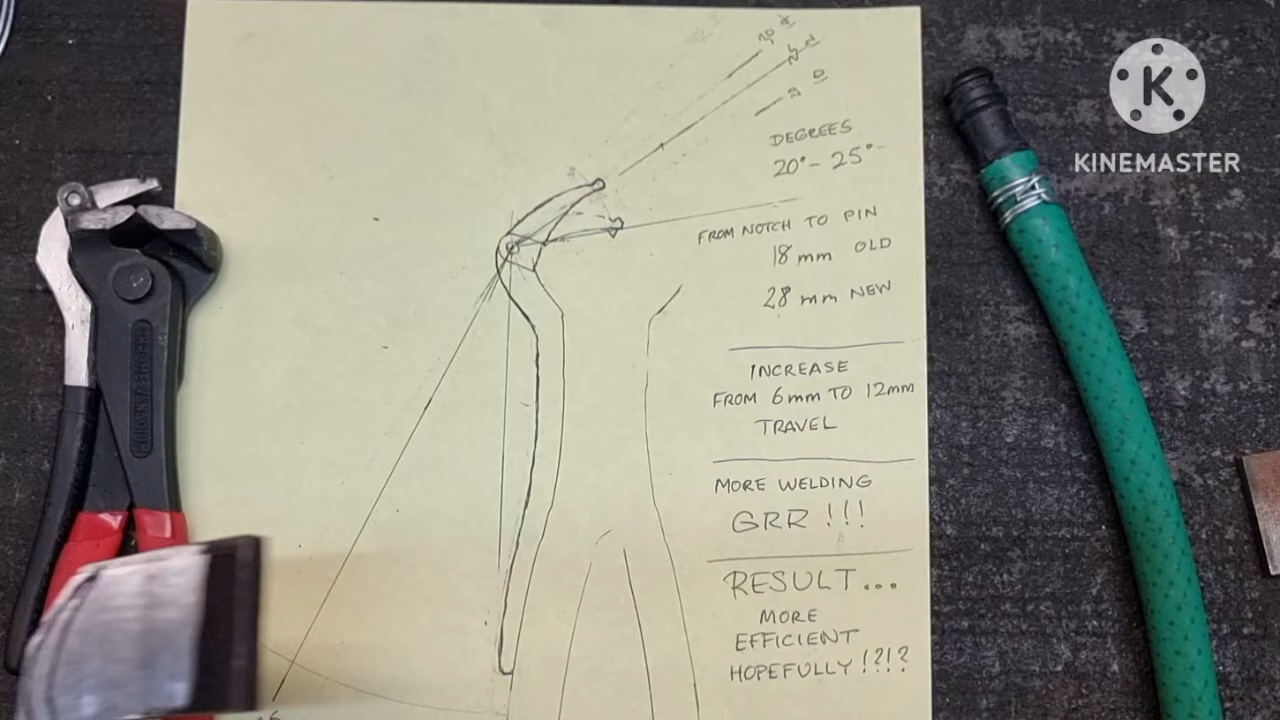 KINEMASTER
DEGREES
20° - 25°
FROM NOTCH TO PIN
18 mm OLD
28 mm NEW
INCREASE
FROM 6mm TO 12mm
TRAVEL
MORE WELDING
GRR !!!
RESULT...
MORE
EFFICIENT
HOPEFULLY !?!?